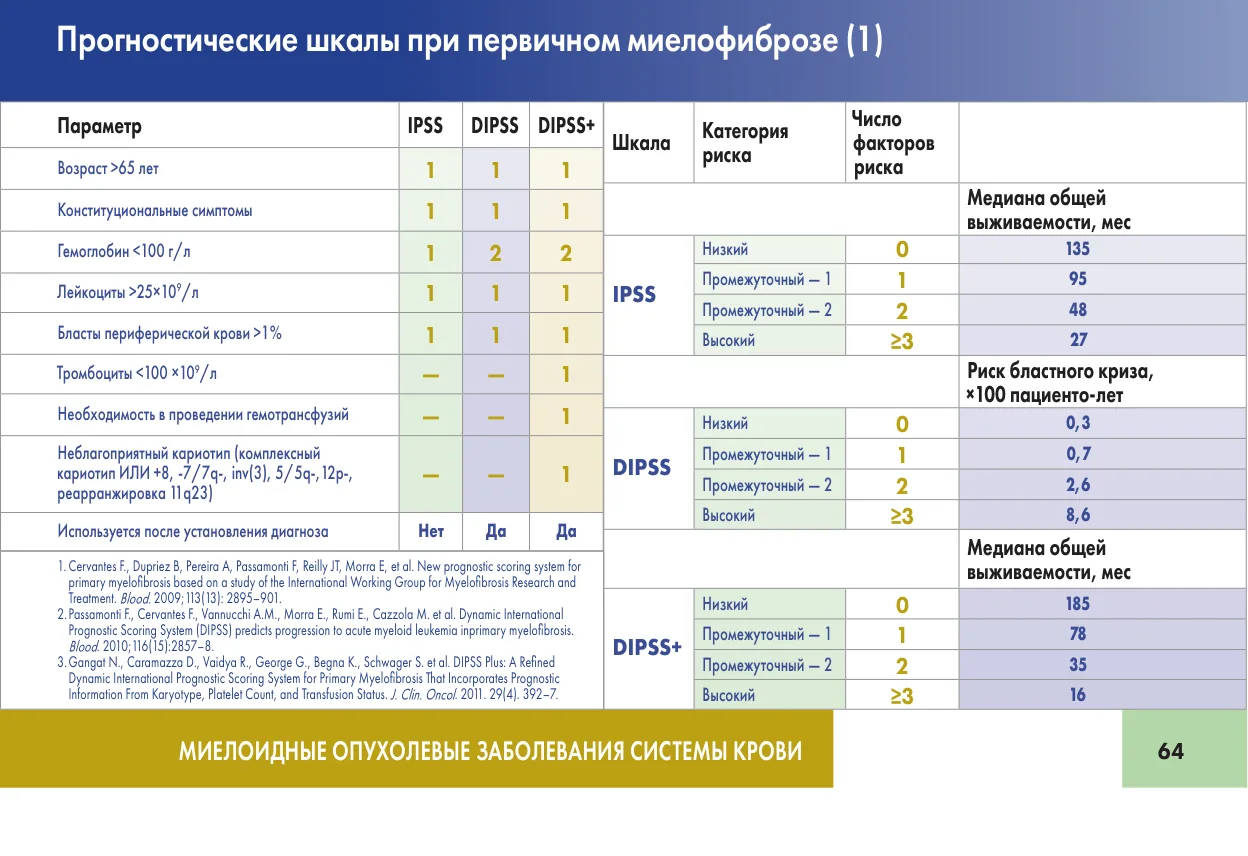 Прогностические шкалы при первичном миелофиброзе (1)
Параметр IPSS DIPSS DIPSS+
Возраст >65 лет 1 1 1
Конституциональные симптомы 1 1 1
Гемоглобин <100 г/л 1 2 2
Лейкоциты >25×10⁹/л 1 1 1
Бласты периферической крови >1% 1 1 1
Тромбоциты <100 ×10⁹/л — — 1
Необходимость в проведении гемотрансфузий — — 1
Неблагоприятный кариотип (комплексный
кариотип ИЛИ +8, -7/7q-, inv(3), 5/5q-,12p-,
реарранжировка 11q23) — — 1
Используется после установления диагноза Нет Да Да
1. Cervantes F., Dupriez B, Pereira A, Passamonti F, Reilly JT, Morra E, et al. New prognostic scoring system for
primary myelofibrosis based on a study of the International Working Group for Myelofibrosis Research and
Treatment. Blood. 2009;113(13): 2895–901.
2. Passamonti F., Cervantes F., Vannucchi A.M., Morra E., Rumi E., Cazzola M. et al. Dynamic International
Prognostic Scoring System (DIPSS) predicts progression to acute myeloid leukemia inprimary myelofibrosis.
Blood. 2010;116(15):2857–8.
3. Gangat N., Caramazza D., Vaidya R., George G., Begna K., Schwager S. et al. DIPSS Plus: A Refined
Dynamic International Prognostic Scoring System for Primary Myelofibrosis That Incorporates Prognostic
Information From Karyotype, Platelet Count, and Transfusion Status. J. Clin. Oncol. 2011. 29(4). 392–7.
Шкала
Категория
риска
Число
факторов
риска
Медиана общей
выживаемости, мес
IPSS
Низкий 0 135
Промежуточный — 1 1 95
Промежуточный — 2 2 48
Высокий ≥3 27
Риск бластного криза,
×100 пациенто-лет
DIPSS
Низкий 0 0,3
Промежуточный — 1 1 0,7
Промежуточный — 2 2 2,6
Высокий ≥3 8,6
Медиана общей
выживаемости, мес
DIPSS+
Низкий 0 185
Промежуточный — 1 1 78
Промежуточный — 2 2 35
Высокий ≥3 16
МИЕЛОИДНЫЕ ОПУХОЛЕВЫЕ ЗАБОЛЕВАНИЯ СИСТЕМЫ КРОВИ
64